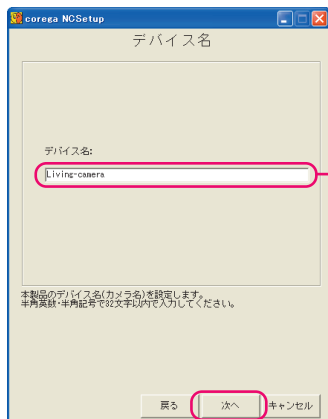 corega NCSetup
デバイス名
デバイス名:
Living-camera
本製品のデバイス名(カメラ名)を設定します。
半角英数・半角記号で32文字以内で入力してください。
戻る 次へ キャンセル